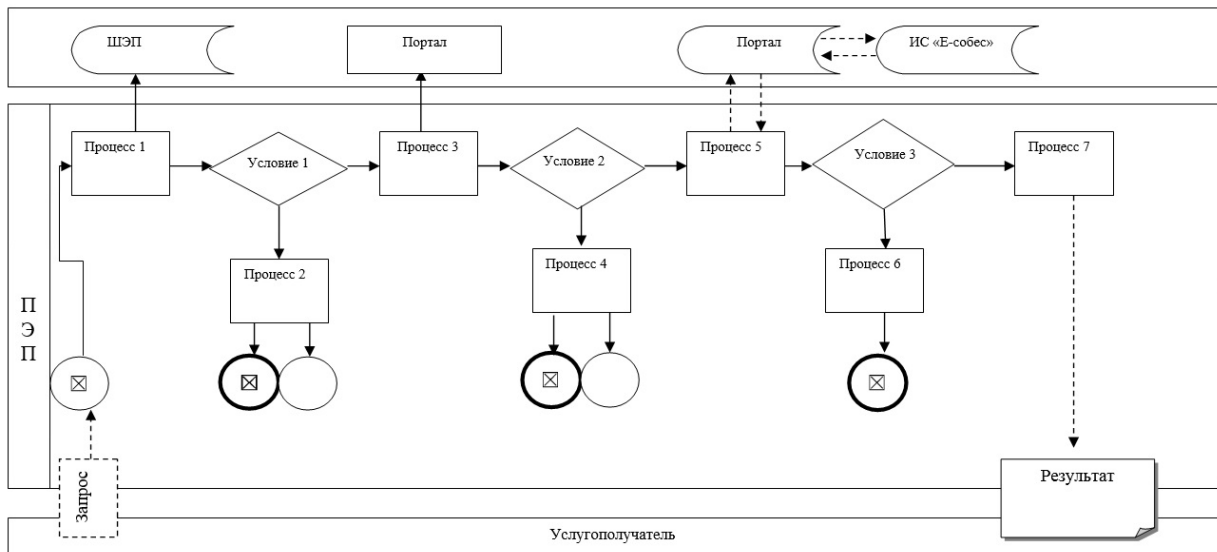 ШЭП
Портал
Портал
ИС «Е-собес»
Процесс 1
Условие 1
Процесс 3
Условие 2
Процесс 5
Условие 3
Процесс 7
Процесс 2
Процесс 4
Процесс 6
П
Э
П
Запрос
Результат
Услугополучатель